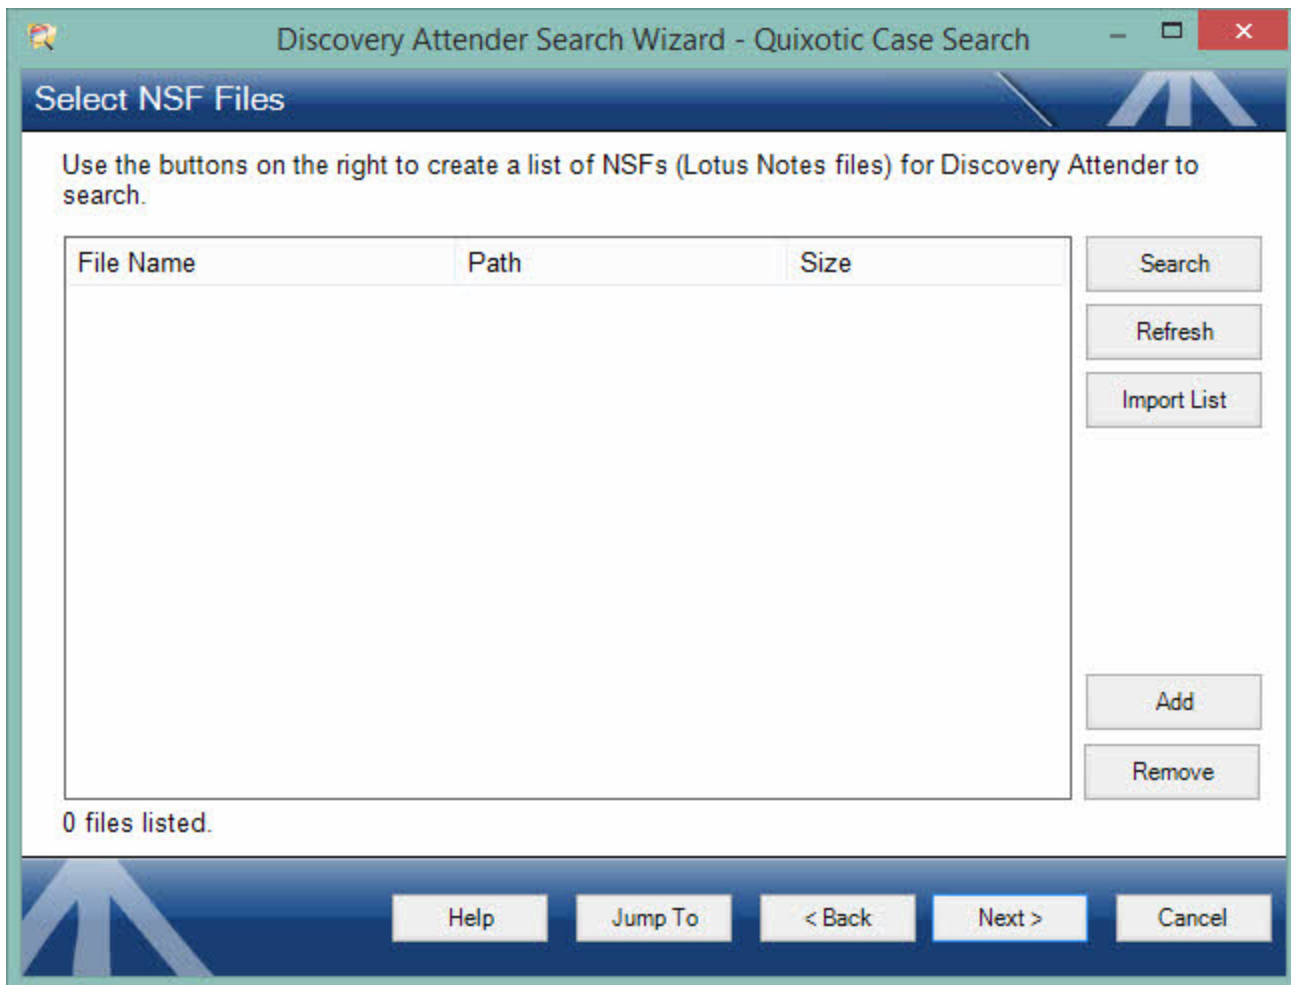 Discovery Attender Search Wizard - Quixotic Case Search
Select NSF Files
Use the buttons on the right to create a list of NSFs (Lotus Notes files) for Discovery Attender to
search.
File Name Path Size
Search
Refresh
Import List
Add
Remove
0 files listed.
Help Jump To < Back Next > Cancel